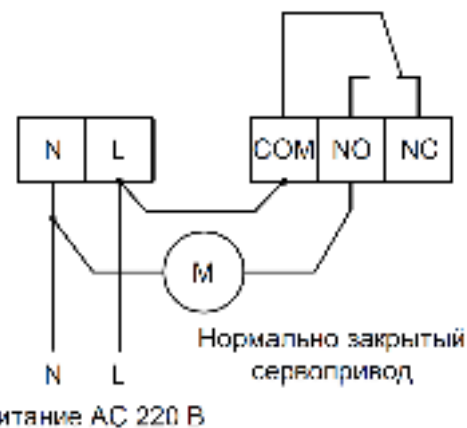 N L COM NO NC
M
Нормально закрытый
сервопривод
N L
итание АС 220 В